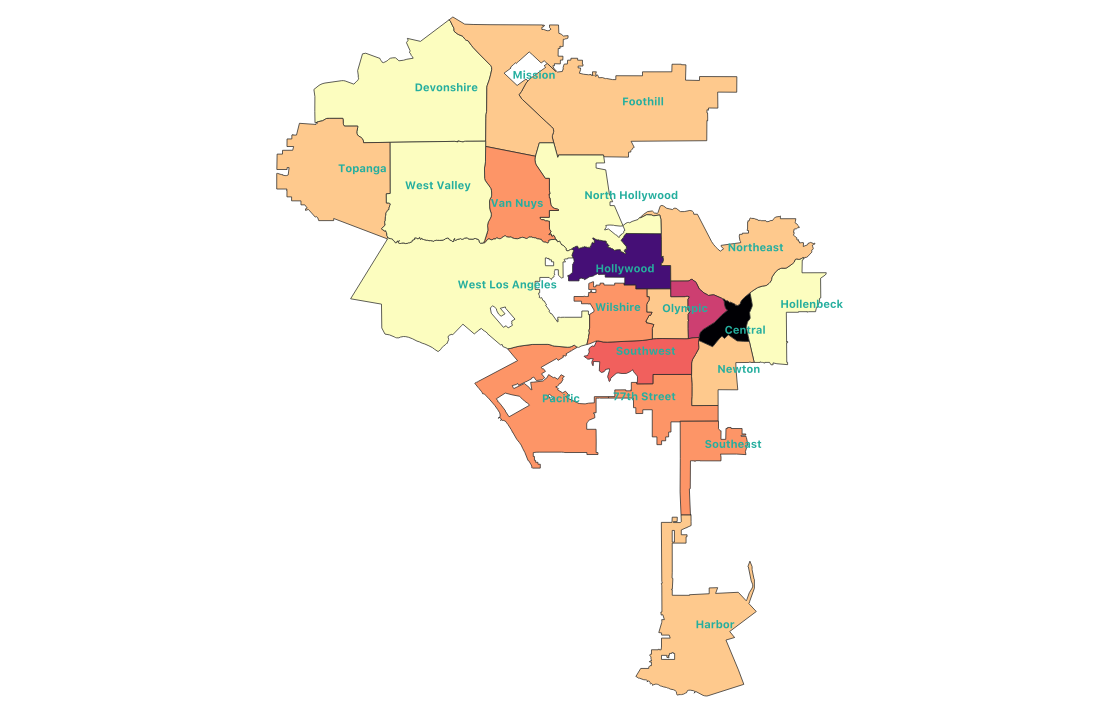 Mission
Devonshire
Foothill
Topanga
West Valley
North Hollywood
Van Nuys
Northeast
Hollywood
West Los Angeles
Hollenbeck
Wilshire
Olympic
Central
Southwest
Newton
77th Street
Pacific
Southeast
Harbor